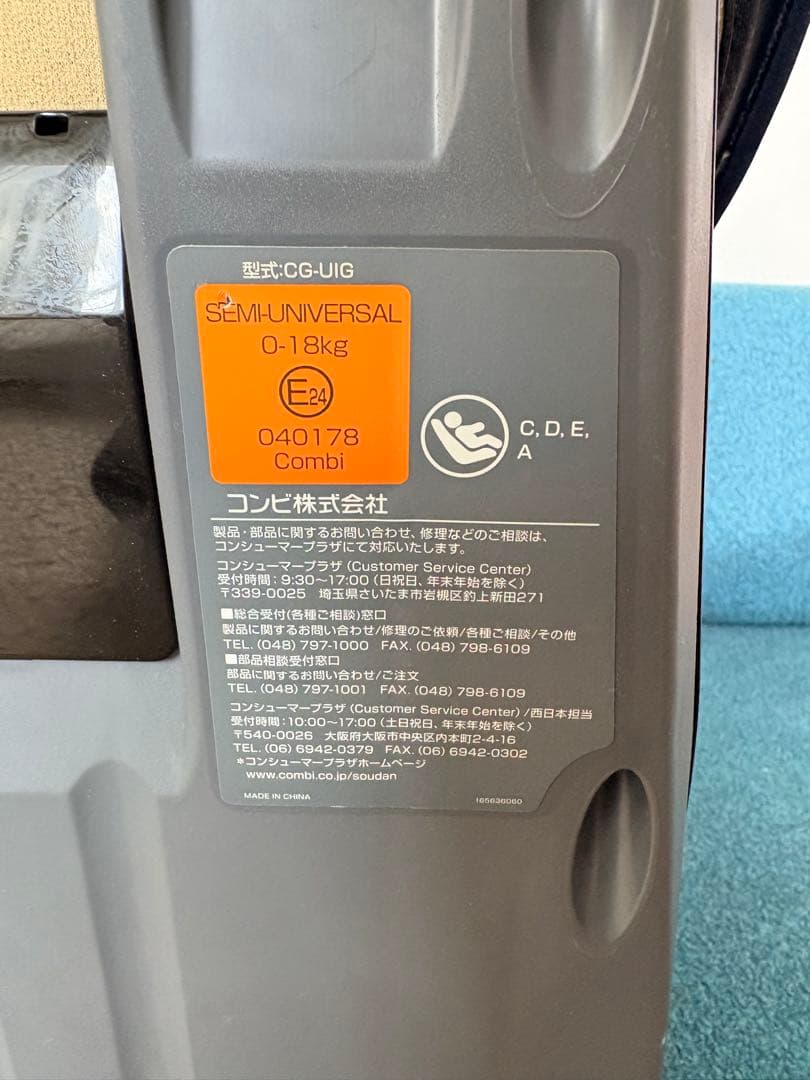 型式:CG-UIG
SEMI-UNIVERSAL
0-18kg
E24
040178
Combi
C, D, E,
A
コンビ株式会社
製品・部品に関するお問い合わせ、修理などのご相談は、
コンシューマープラザにて対応いたします。
コンシューマープラザ (Customer Service Center)
受付時間:9:30〜17:00(日祝日、年末年始を除く)
〒339-0025 埼玉県さいたま市岩槻区釣上新田271
■総合受付(各種ご相談)窓口
製品に関するお問い合わせ/修理のご依頼/各種ご相談/その他
TEL. (048) 797-1000 FAX. (048) 798-6109
■部品相談受付窓口
部品に関するお問い合わせ/ご注文
TEL. (048) 797-1001 FAX. (048) 798-6109
コンシューマープラザ (Customer Service Center) /西日本担当
受付時間:10:00〜17:00(土日祝日、年末年始を除く)
〒540-0026 大阪府大阪市中央区内本町2-4-16
TEL. (06) 6942-0379 FAX. (06) 6942-0302
*コンシューマープラザホームページ
www.combi.co.jp/soudan
MADE IN CHINA
165636060